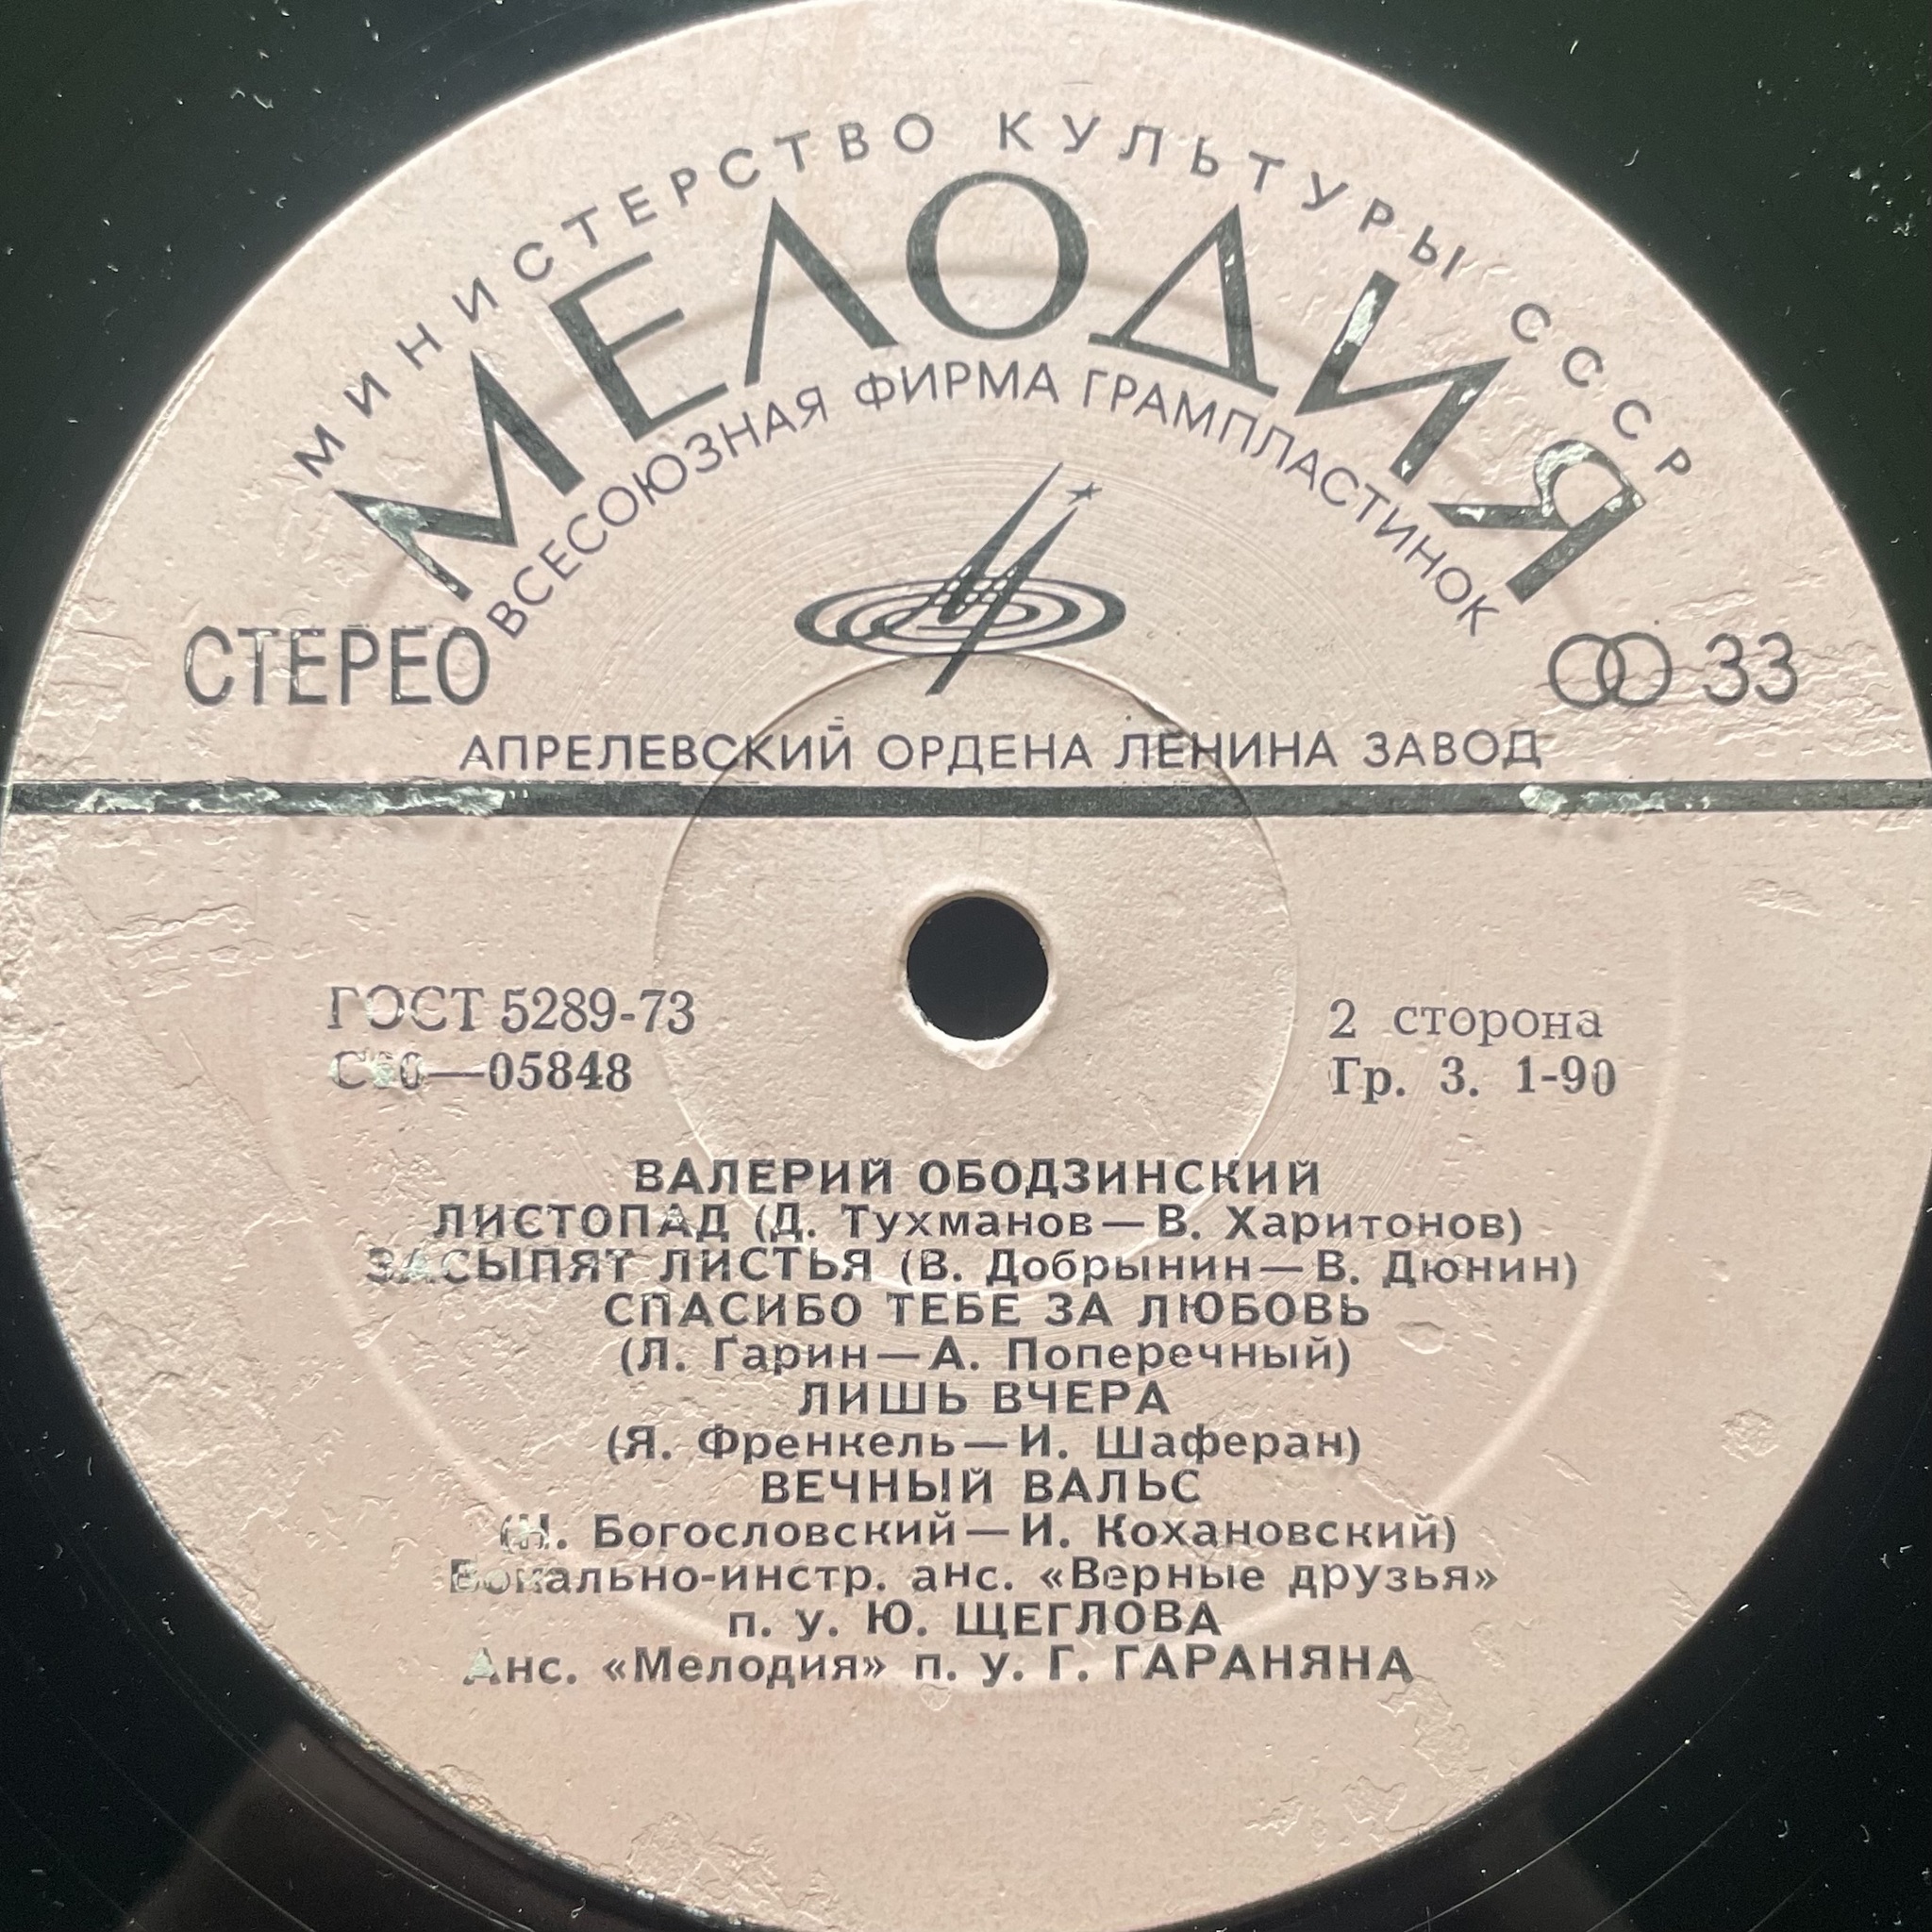 МИНИСТЕРСТВО КУЛЬТУРЫ СССР
МЕЛОДИЯ
ВСЕСОЮЗНАЯ ФИРМА ГРАМПЛАСТИНОК
СТЕРЕО
33
АПРЕЛЕВСКИЙ ОРДЕНА ЛЕНИНА ЗАВОД
ГОСТ 5289-73
2 сторона
С60—05848
Гр. 3. 1-90
ВАЛЕРИЙ ОБОДЗИНСКИЙ
ЛИСТОПАД (Д. Тухманов—В. Харитонов)
ЗАСЫПЯТ ЛИСТЬЯ (В. Добрынин—В. Дюнин)
СПАСИБО ТЕБЕ ЗА ЛЮБОВЬ
(Л. Гарин—А. Поперечный)
ЛИШЬ ВЧЕРА
(Я. Френкель—И. Шаферан)
ВЕЧНЫЙ ВАЛЬС
(Н. Богословский—И. Кохановский)
Вокально-инстр. анс. «Верные друзья»
п. у. Ю. ЩЕГЛОВА
Анс. «Мелодия» п. у. Г. ГАРАНЯНА